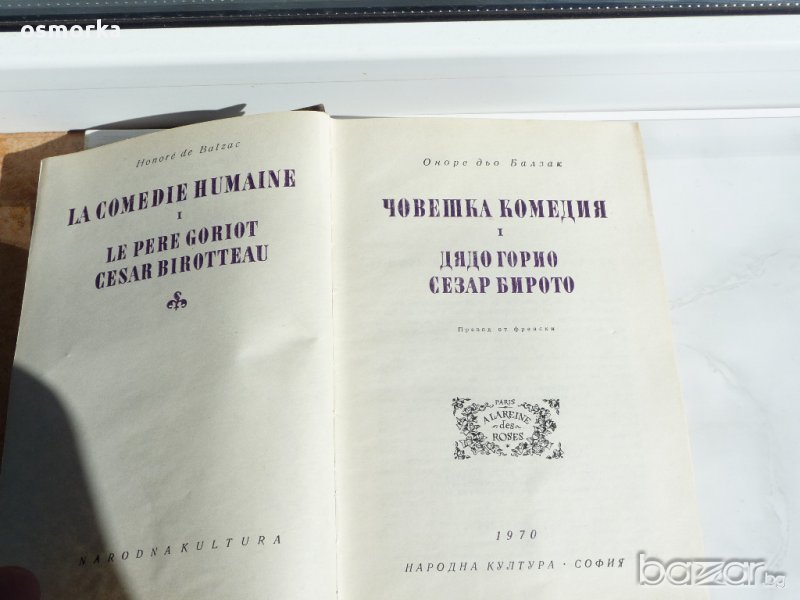 osmorka
Honoré de Balzac
LA COMEDIE HUMAINE
I
LE PERE GORIOT
CESAR BIROTTEAU
NARODNA KULTURA
Оноре дьо Балзак
ЧОВЕШКА КОМЕДИЯ
I
ДЯДО ГОРИО
СЕЗАР БИРОТО
Превод от френски
PARIS
A LA REINE
des
ROSES
1970
НАРОДНА КУЛТУРА · СОФИЯ
bazar.bg